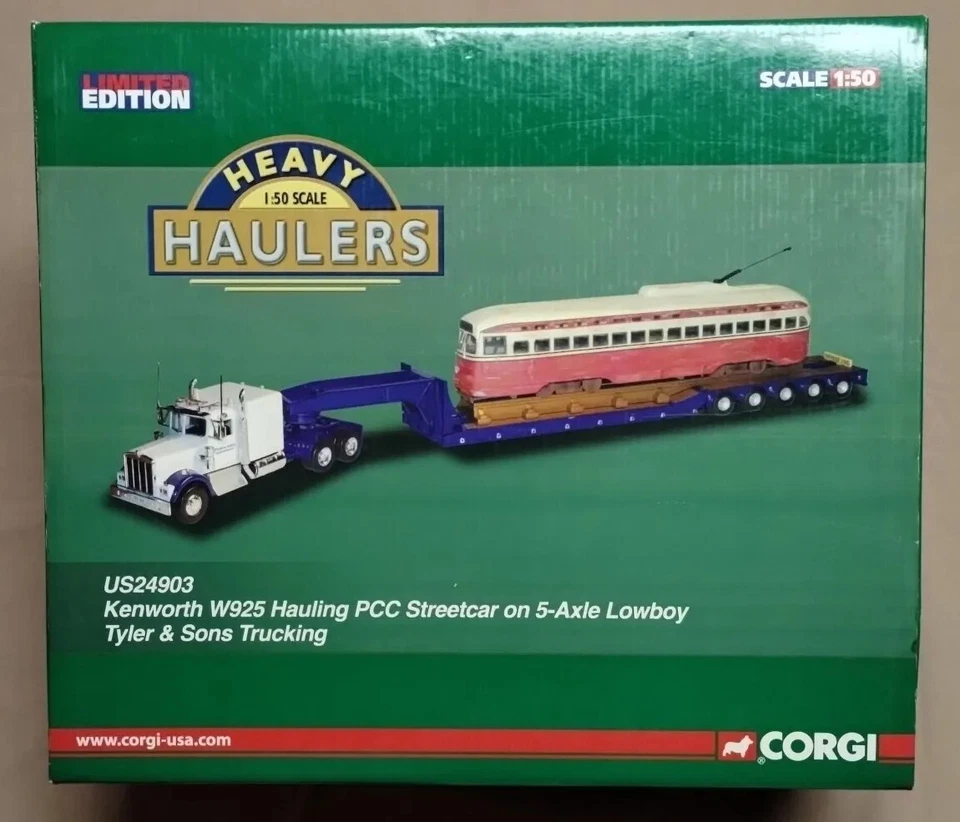 LIMITED
EDITION
SCALE 1:50
HEAVY
1:50 SCALE
HAULERS
US24903
Kenworth W925 Hauling PCC Streetcar on 5-Axle Lowboy
Tyler & Sons Trucking
www.corgi-usa.com
® CORGI